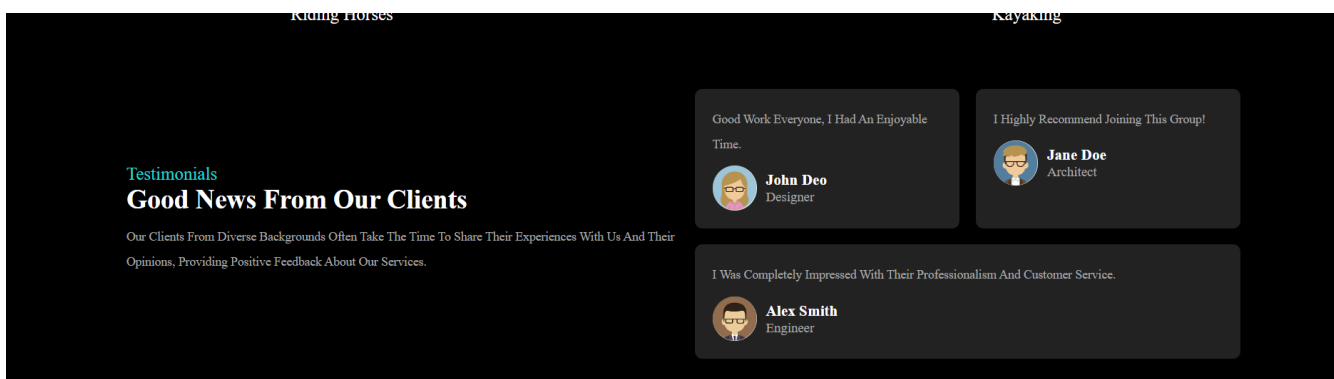 Riding Horses
Kayaking
Testimonials
Good News From Our Clients
Our Clients From Diverse Backgrounds Often Take The Time To Share Their Experiences With Us And Their
Opinions, Providing Positive Feedback About Our Services.
Good Work Everyone, I Had An Enjoyable
Time.
John Deo
Designer
I Highly Recommend Joining This Group!
Jane Doe
Architect
I Was Completely Impressed With Their Professionalism And Customer Service.
Alex Smith
Engineer